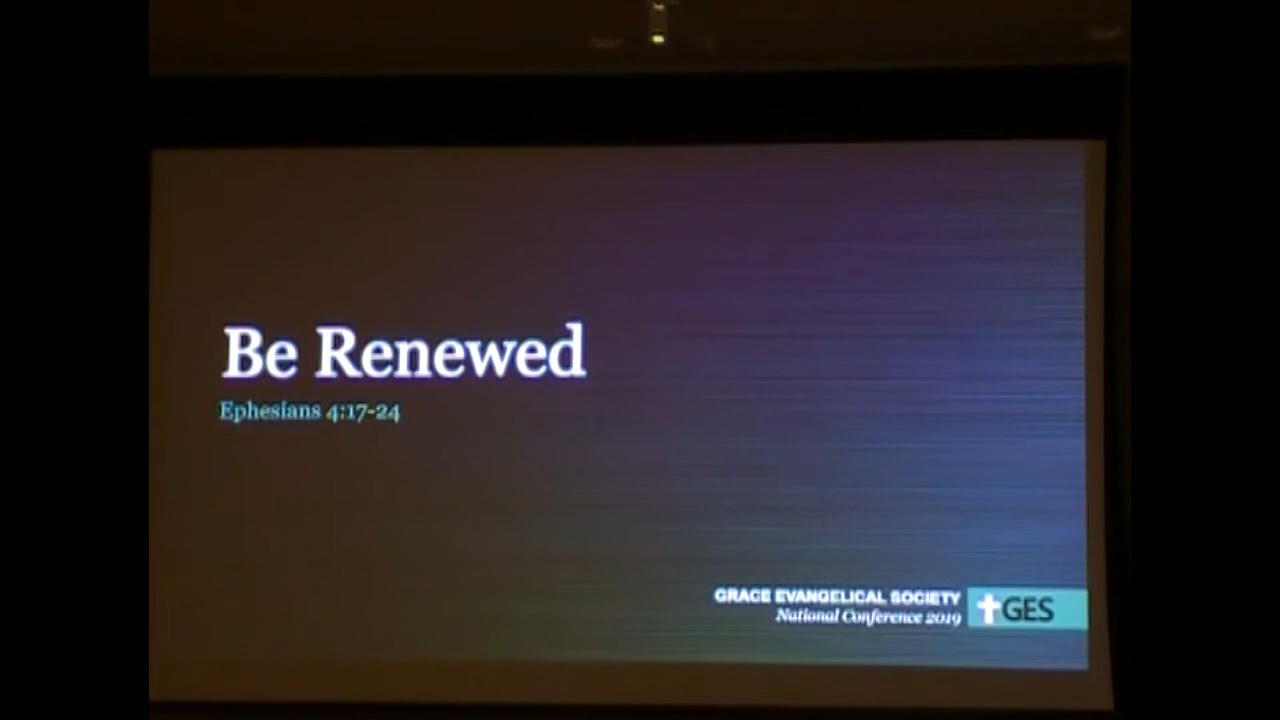 Be Renewed
Ephesians 4:17-24
GRACE EVANGELICAL SOCIETY
National Conference 2019
GES